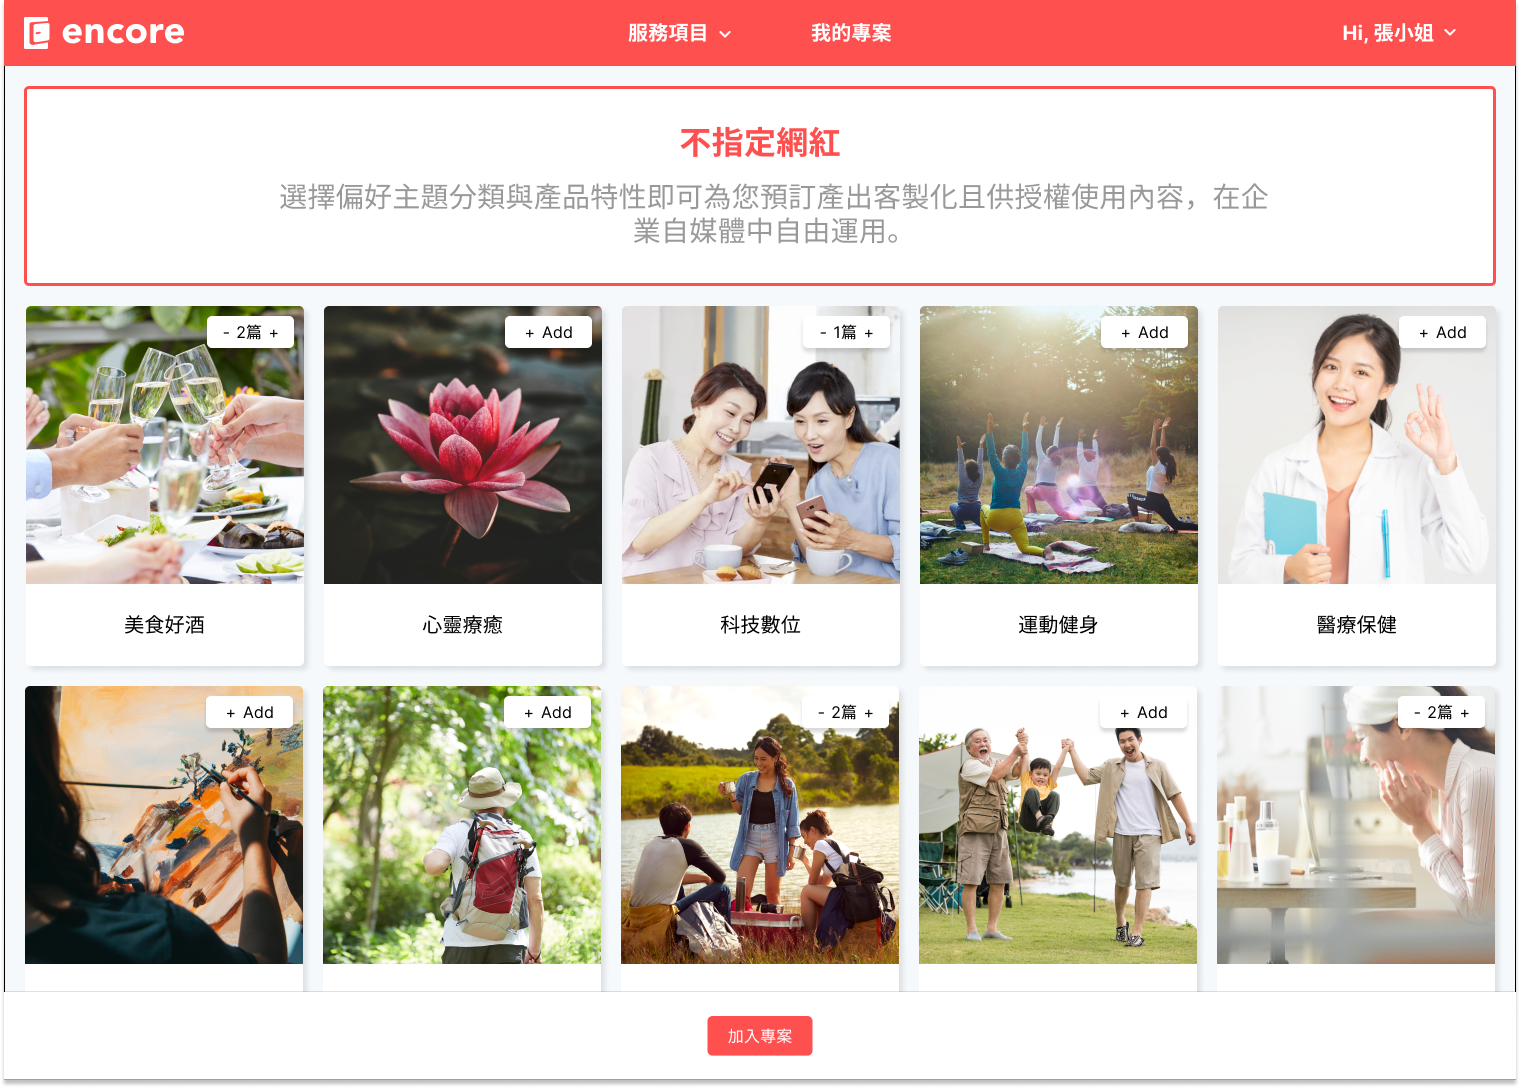 encore
服務項目
我的專案
Hi, 張小姐
不指定網紅
選擇偏好主題分類與產品特性即可為您預訂產出客製化且供授權使用內容，在企
業自媒體中自由運用。
- 2篇 +
+ Add
- 1篇 +
+ Add
+ Add
美食好酒
心靈療癒
科技數位
運動健身
醫療保健
+ Add
+ Add
- 2篇 +
+ Add
- 2篇 +
加入專案